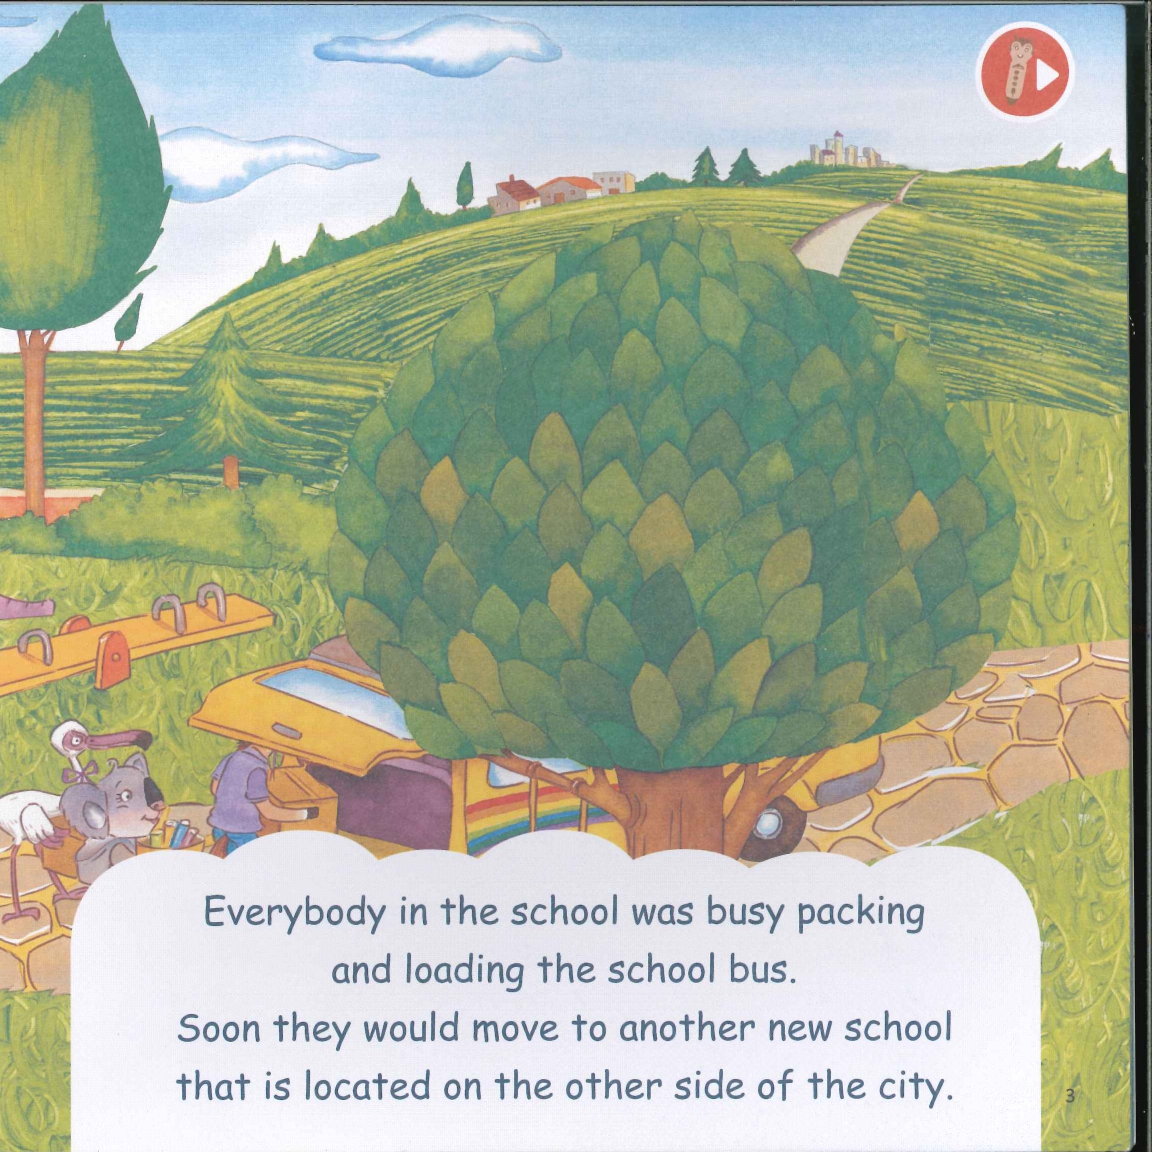 Everybody in the school was busy packing
and loading the school bus.
Soon they would move to another new school
that is located on the other side of the city.
3